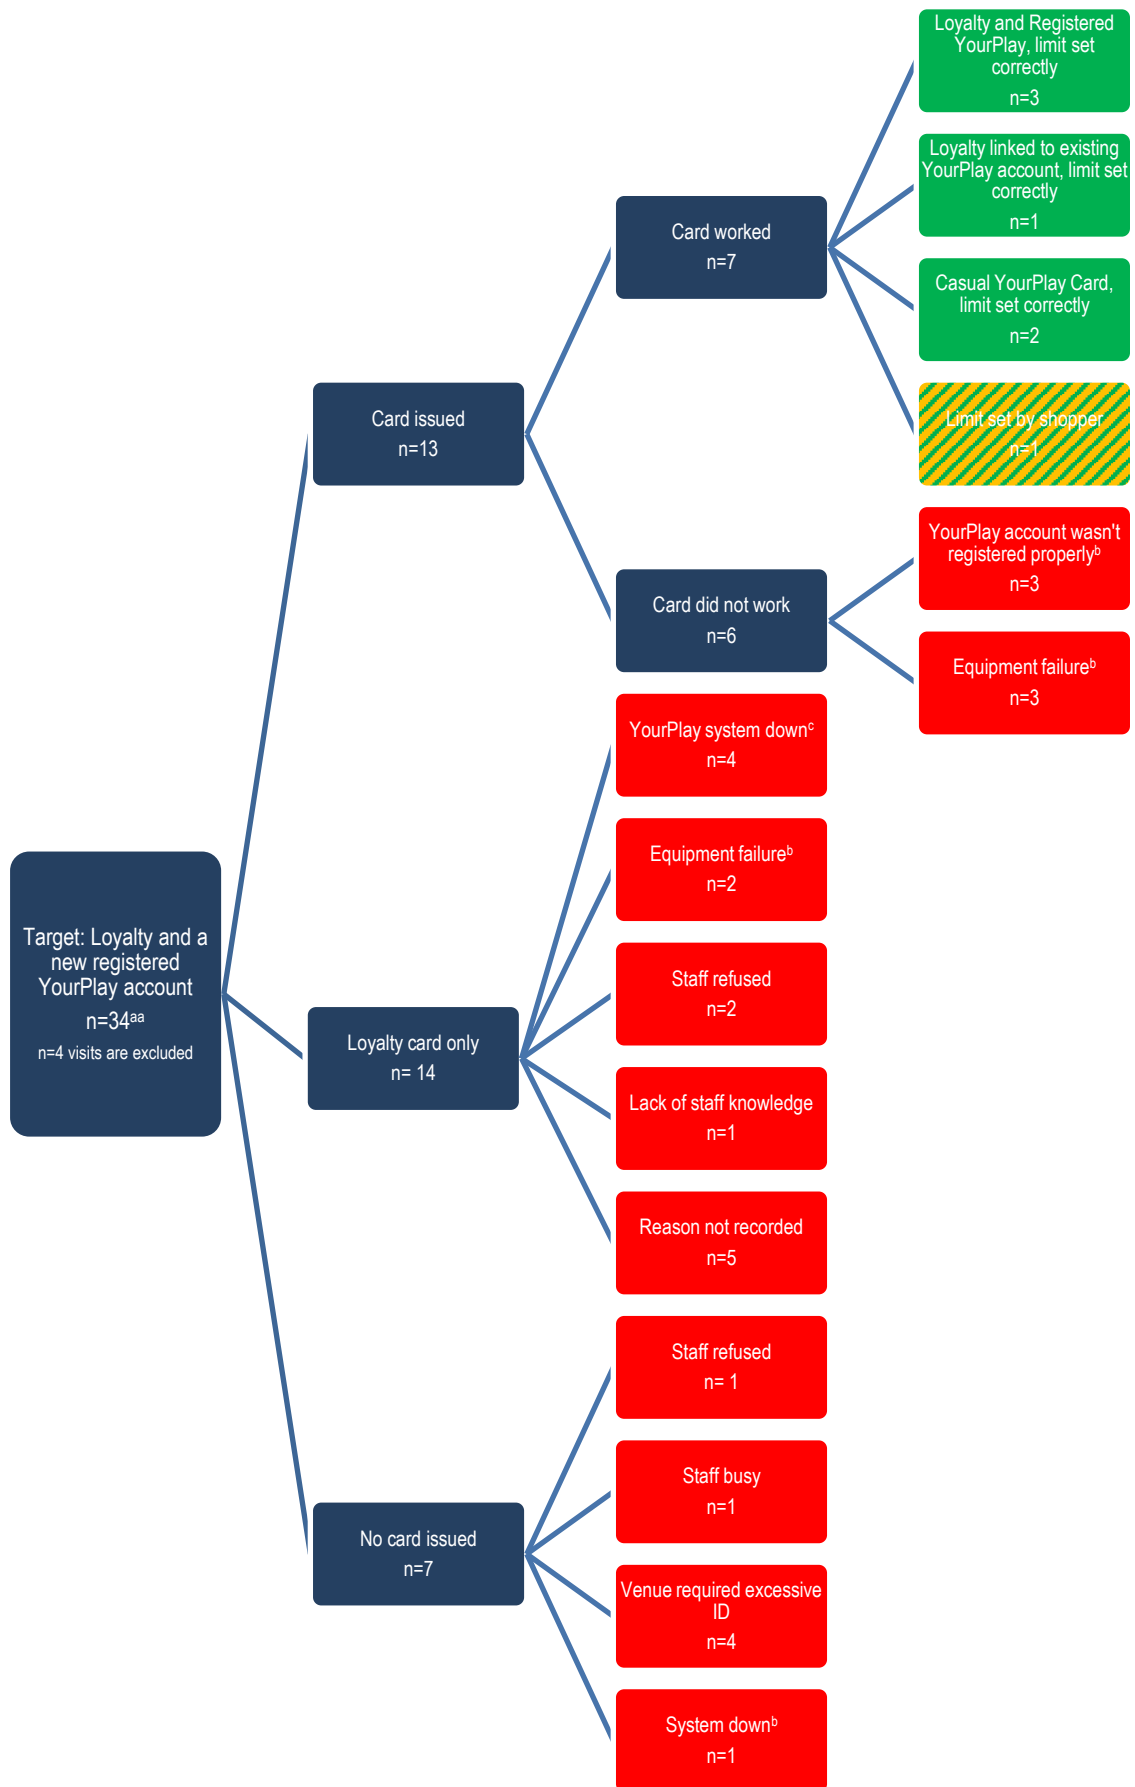 Loyalty and Registered
YourPlay, limit set
correctly
n=3
Loyalty linked to existing
YourPlay account, limit set
correctly
n=1
Card worked
n=7
Casual YourPlay Card,
limit set correctly
n=2
Limit set by shopper
n=1
Card issued
n=13
YourPlay account wasn't
registered properlyᵇ
n=3
Card did not work
n=6
Equipment failureᵇ
n=3
YourPlay system downᶜ
n=4
Equipment failureᵇ
n=2
Target: Loyalty and a
new registered
YourPlay account
n=34ᵃᵃ
n=4 visits are excluded
Staff refused
n=2
Loyalty card only
n= 14
Lack of staff knowledge
n=1
Reason not recorded
n=5
Staff refused
n= 1
Staff busy
n=1
No card issued
n=7
Venue required excessive
ID
n=4
System downᵇ
n=1